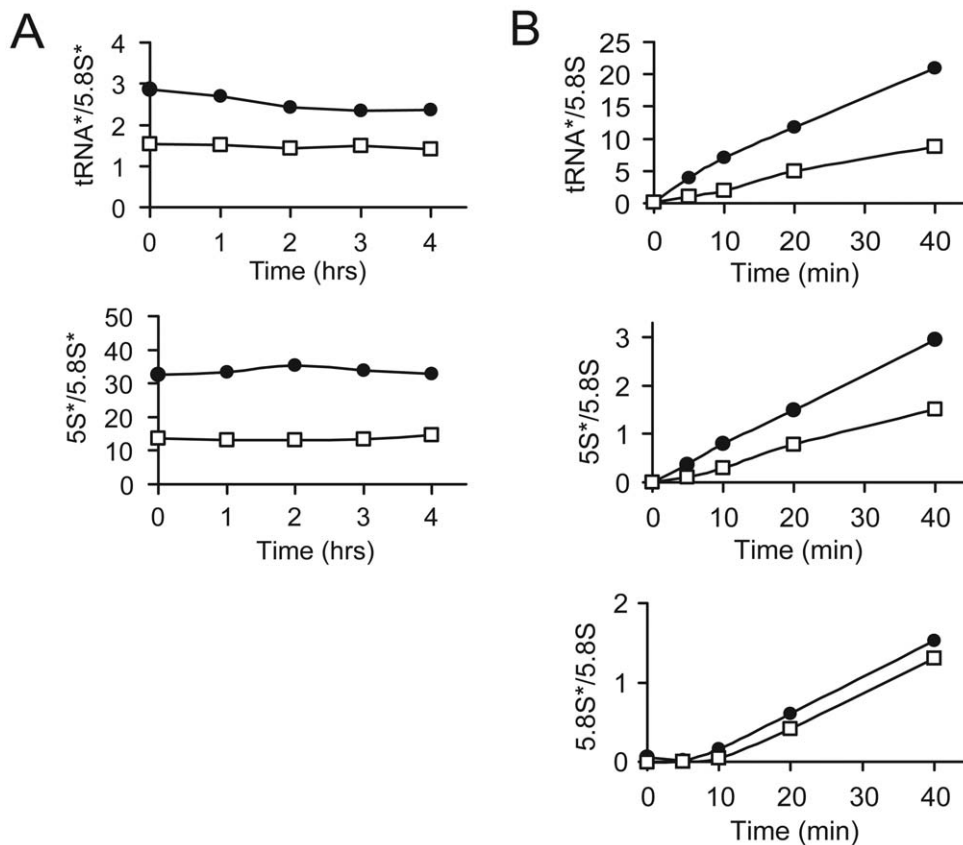 A
tRNA*/5.8S*
4
3
2
1
0
0 1 2 3 4
Time (hrs)
5S*/5.8S*
50
40
30
20
10
0
0 1 2 3 4
Time (hrs)
B
tRNA*/5.8S
25
20
15
10
5
0
0 10 20 30 40
Time (min)
5S*/5.8S
3
2
1
0
0 10 20 30 40
Time (min)
5.8S*/5.8S
2
1
0
0 10 20 30 40
Time (min)